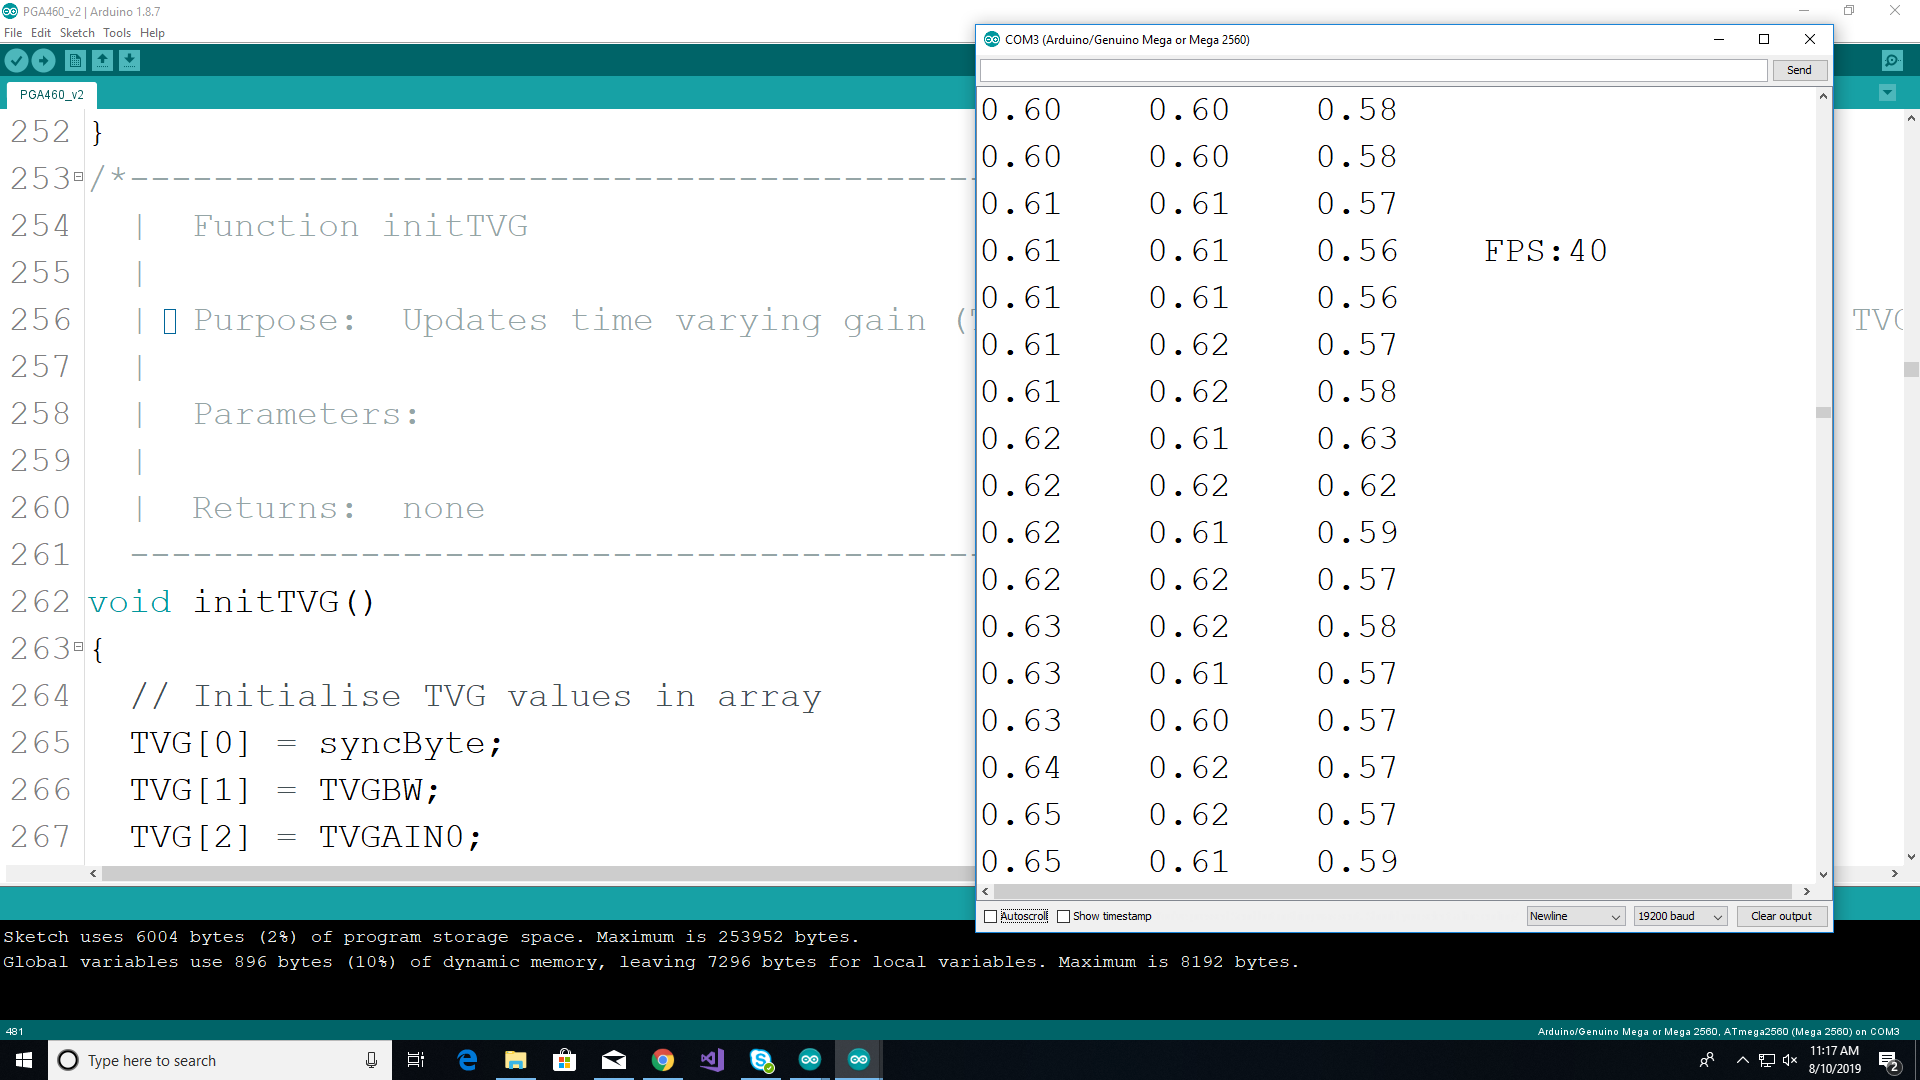 PGA460_v2 | Arduino 1.8.7
File Edit Sketch Tools Help
PGA460_v2
252 }
253 /*-----------------------------------------
254   |  Function initTVG
255   |
256   |  Purpose:  Updates time varying gain ( TVG
257   |
258   |  Parameters:
259   |
260   |  Returns:  none
261   -----------------------------------------
262 void initTVG()
263 {
264   // Initialise TVG values in array
265   TVG[0] = syncByte;
266   TVG[1] = TVGBW;
267   TVG[2] = TVGAIN0;
COM3 (Arduino/Genuino Mega or Mega 2560)
Send
0.60 0.60 0.58
0.60 0.60 0.58
0.61 0.61 0.57
0.61 0.61 0.56 FPS:40
0.61 0.61 0.56
0.61 0.62 0.57
0.61 0.62 0.58
0.62 0.61 0.63
0.62 0.62 0.62
0.62 0.61 0.59
0.62 0.62 0.57
0.63 0.62 0.58
0.63 0.61 0.57
0.63 0.60 0.57
0.64 0.62 0.57
0.65 0.62 0.57
0.65 0.61 0.59
Autoscroll Show timestamp Newline 19200 baud Clear output
Sketch uses 6004 bytes (2%) of program storage space. Maximum is 253952 bytes.
Global variables use 896 bytes (10%) of dynamic memory, leaving 7296 bytes for local variables. Maximum is 8192 bytes.
481 Arduino/Genuino Mega or Mega 2560, ATmega2560 (Mega 2560) on COM3
Type here to search
11:17 AM
8/10/2019
2